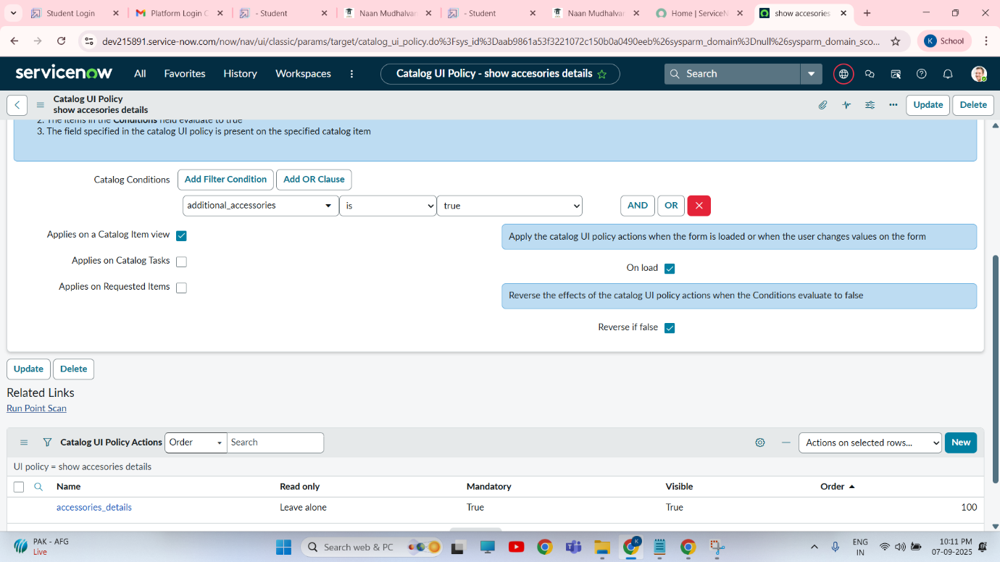 - Student Login
Platform Login C
- Student
Naan Mudhalvan
- Student
Naan Mudhalvan
Home | ServiceN
show accesories
dev215891.service-now.com/now/nav/ui/classic/params/target/catalog_ui_policy.do%3Fsys_id%3Daab9861a53f3221072c150b0a0490eeb%26sysparm_domain%3Dnull%26sysparm_domain_sco...
K School
servicenow
All
Favorites
History
Workspaces
Catalog UI Policy - show accesories details
Search
Catalog UI Policy
show accesories details
Update
Delete
2. The items in the Conditions field evaluate to true
3. The field specified in the catalog UI policy is present on the specified catalog item
Catalog Conditions
Add Filter Condition
Add OR Clause
additional_accessories
is
true
AND
OR
Applies on a Catalog Item view
Apply the catalog UI policy actions when the form is loaded or when the user changes values on the form
Applies on Catalog Tasks
On load
Applies on Requested Items
Reverse the effects of the catalog UI policy actions when the Conditions evaluate to false
Reverse if false
Update
Delete
Related Links
Run Point Scan
Catalog UI Policy Actions
Order
Search
Actions on selected rows...
New
UI policy = show accesories details
Name
Read only
Mandatory
Visible
Order
accessories_details
Leave alone
True
True
100
PAK - AFG
Live
Search web & PC
K
ENG
IN
10:11 PM
07-09-2025